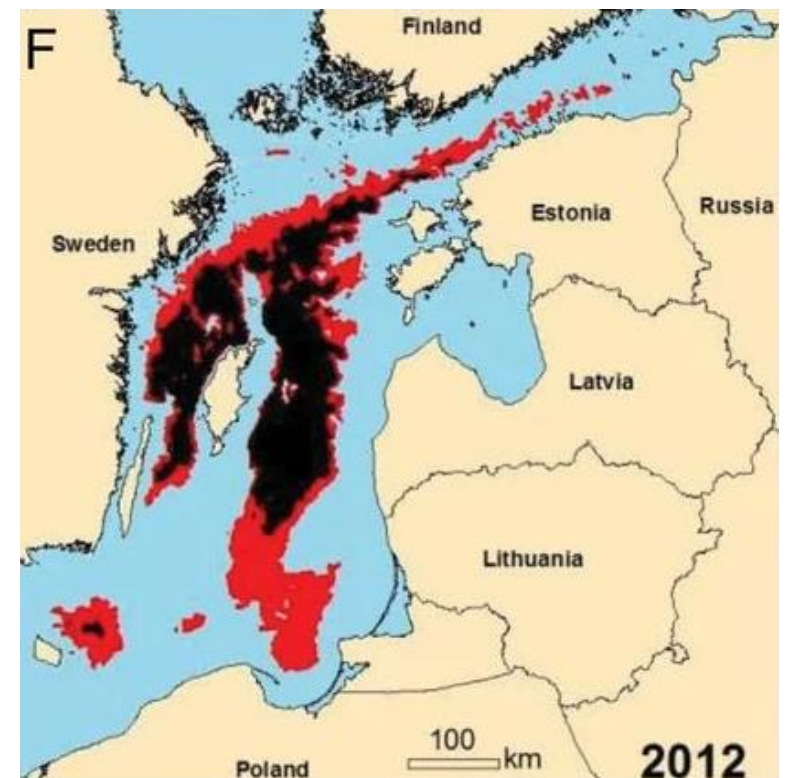 F
Finland
Sweden
Estonia
Russia
Latvia
Lithuania
100
km
Poland
2012